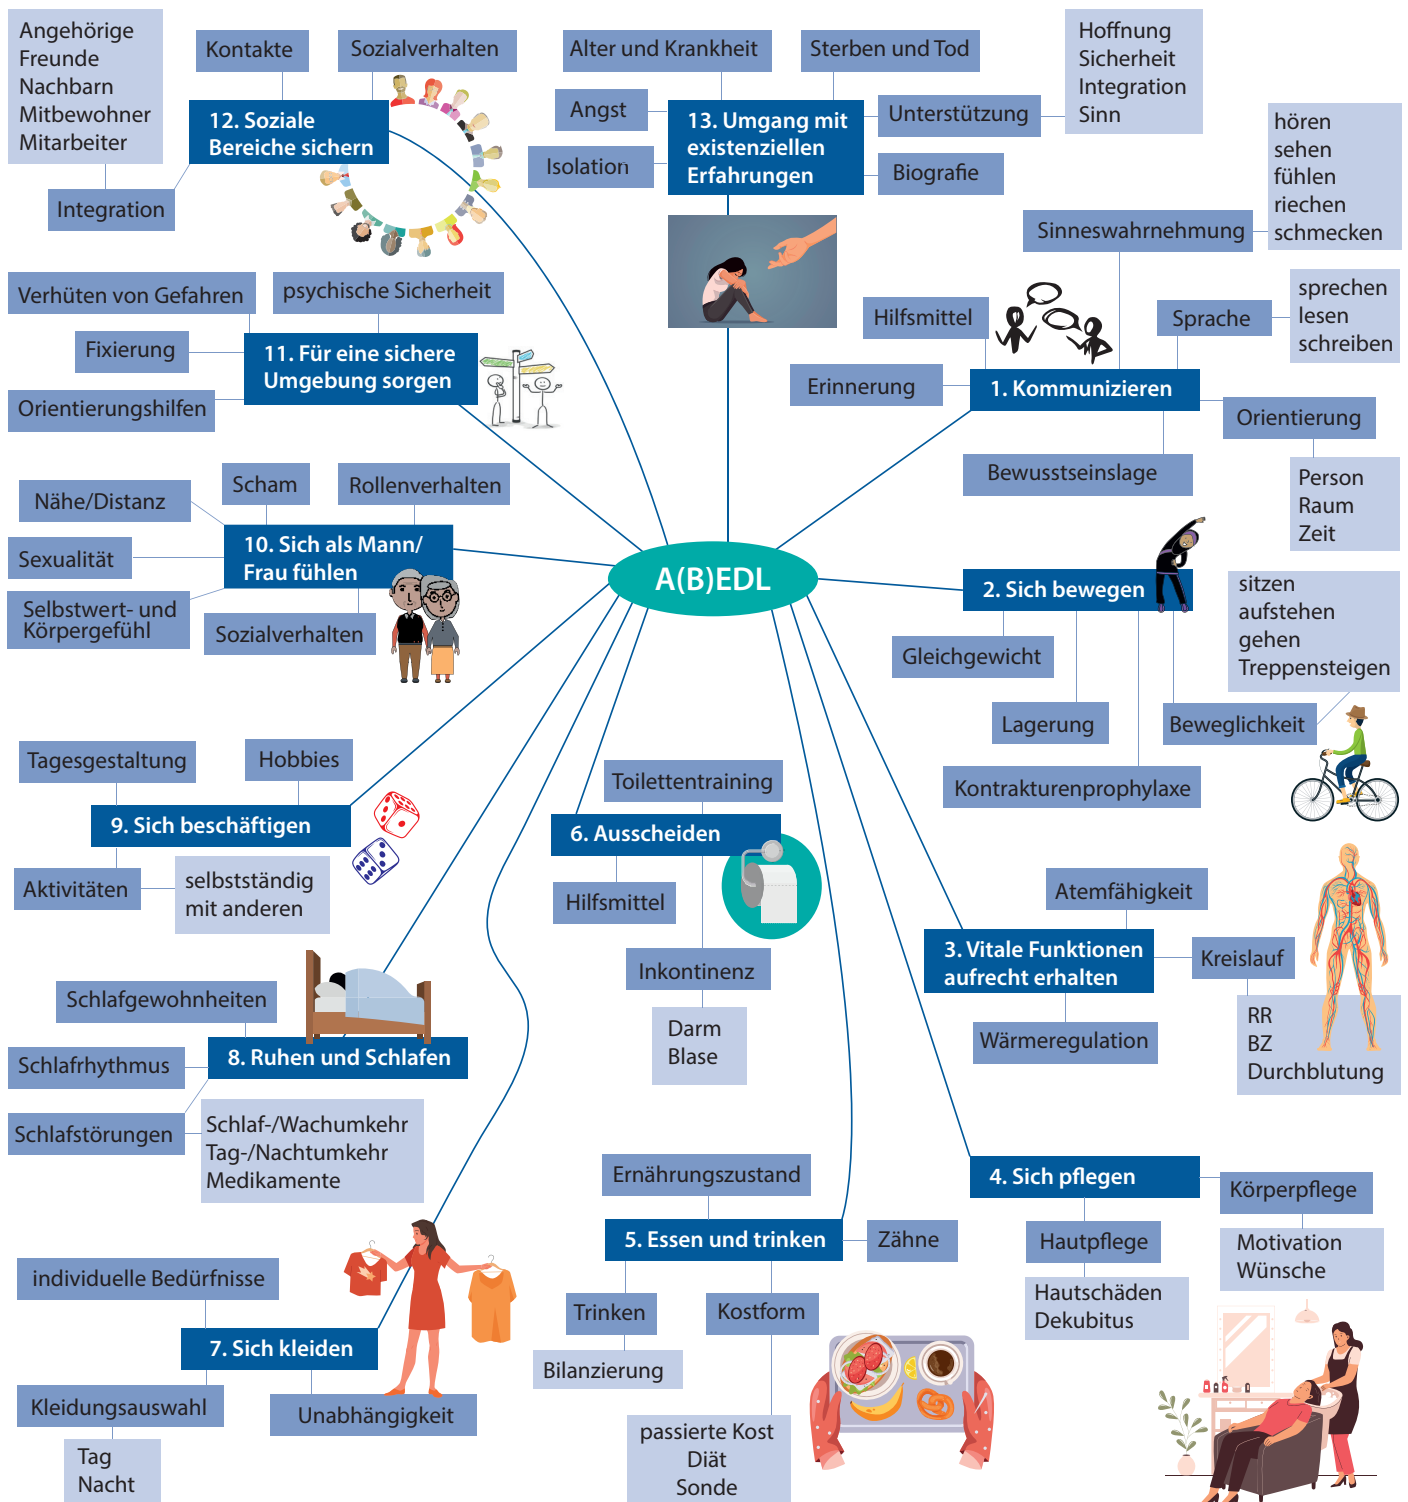 A(B)EDL
1. Kommunizieren
Hilfsmittel
Erinnerung
Bewusstseinslage
Sinneswahrnehmung
hören
sehen
fühlen
riechen
schmecken
Sprache
sprechen
lesen
schreiben
Orientierung
Person
Raum
Zeit
2. Sich bewegen
Gleichgewicht
Lagerung
Kontrakturenprophylaxe
Beweglichkeit
sitzen
aufstehen
gehen
Treppensteigen
3. Vitale Funktionen
aufrecht erhalten
Atemfähigkeit
Kreislauf
RR
BZ
Durchblutung
Wärmeregulation
4. Sich pflegen
Körperpflege
Motivation
Wünsche
Hautpflege
Hautschäden
Dekubitus
5. Essen und trinken
Ernährungszustand
Zähne
Trinken
Bilanzierung
Kostform
passierte Kost
Diät
Sonde
6. Ausscheiden
Toilettentraining
Hilfsmittel
Inkontinenz
Darm
Blase
7. Sich kleiden
individuelle Bedürfnisse
Kleidungsauswahl
Tag
Nacht
Unabhängigkeit
8. Ruhen und Schlafen
Schlafgewohnheiten
Schlafrhythmus
Schlafstörungen
Schlaf-/Wachumkehr
Tag-/Nachtumkehr
Medikamente
9. Sich beschäftigen
Tagesgestaltung
Hobbies
Aktivitäten
selbstständig
mit anderen
10. Sich als Mann/
Frau fühlen
Nähe/Distanz
Scham
Rollenverhalten
Sexualität
Selbstwert- und
Körpergefühl
Sozialverhalten
11. Für eine sichere
Umgebung sorgen
Verhüten von Gefahren
psychische Sicherheit
Fixierung
Orientierungshilfen
12. Soziale
Bereiche sichern
Kontakte
Sozialverhalten
Integration
Angehörige
Freunde
Nachbarn
Mitbewohner
Mitarbeiter
13. Umgang mit
existenziellen
Erfahrungen
Alter und Krankheit
Sterben und Tod
Angst
Isolation
Unterstützung
Hoffnung
Sicherheit
Integration
Sinn
Biografie